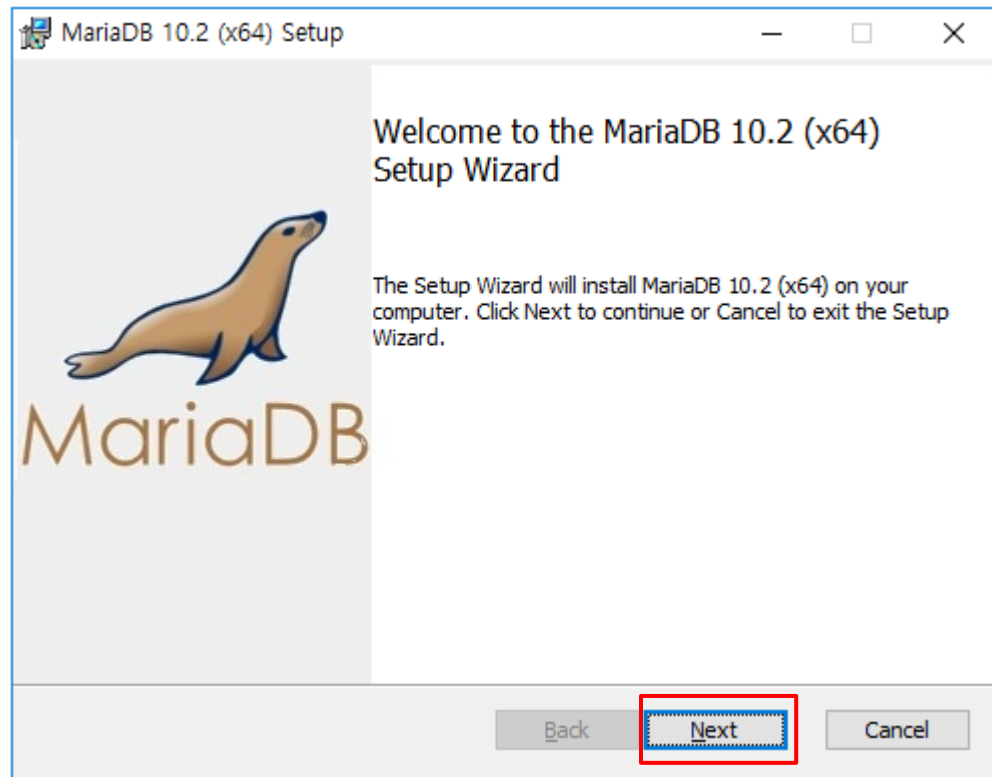 MariaDB 10.2 (x64) Setup
Welcome to the MariaDB 10.2 (x64)
Setup Wizard
The Setup Wizard will install MariaDB 10.2 (x64) on your
computer. Click Next to continue or Cancel to exit the Setup
Wizard.
MariaDB
Back Next Cancel